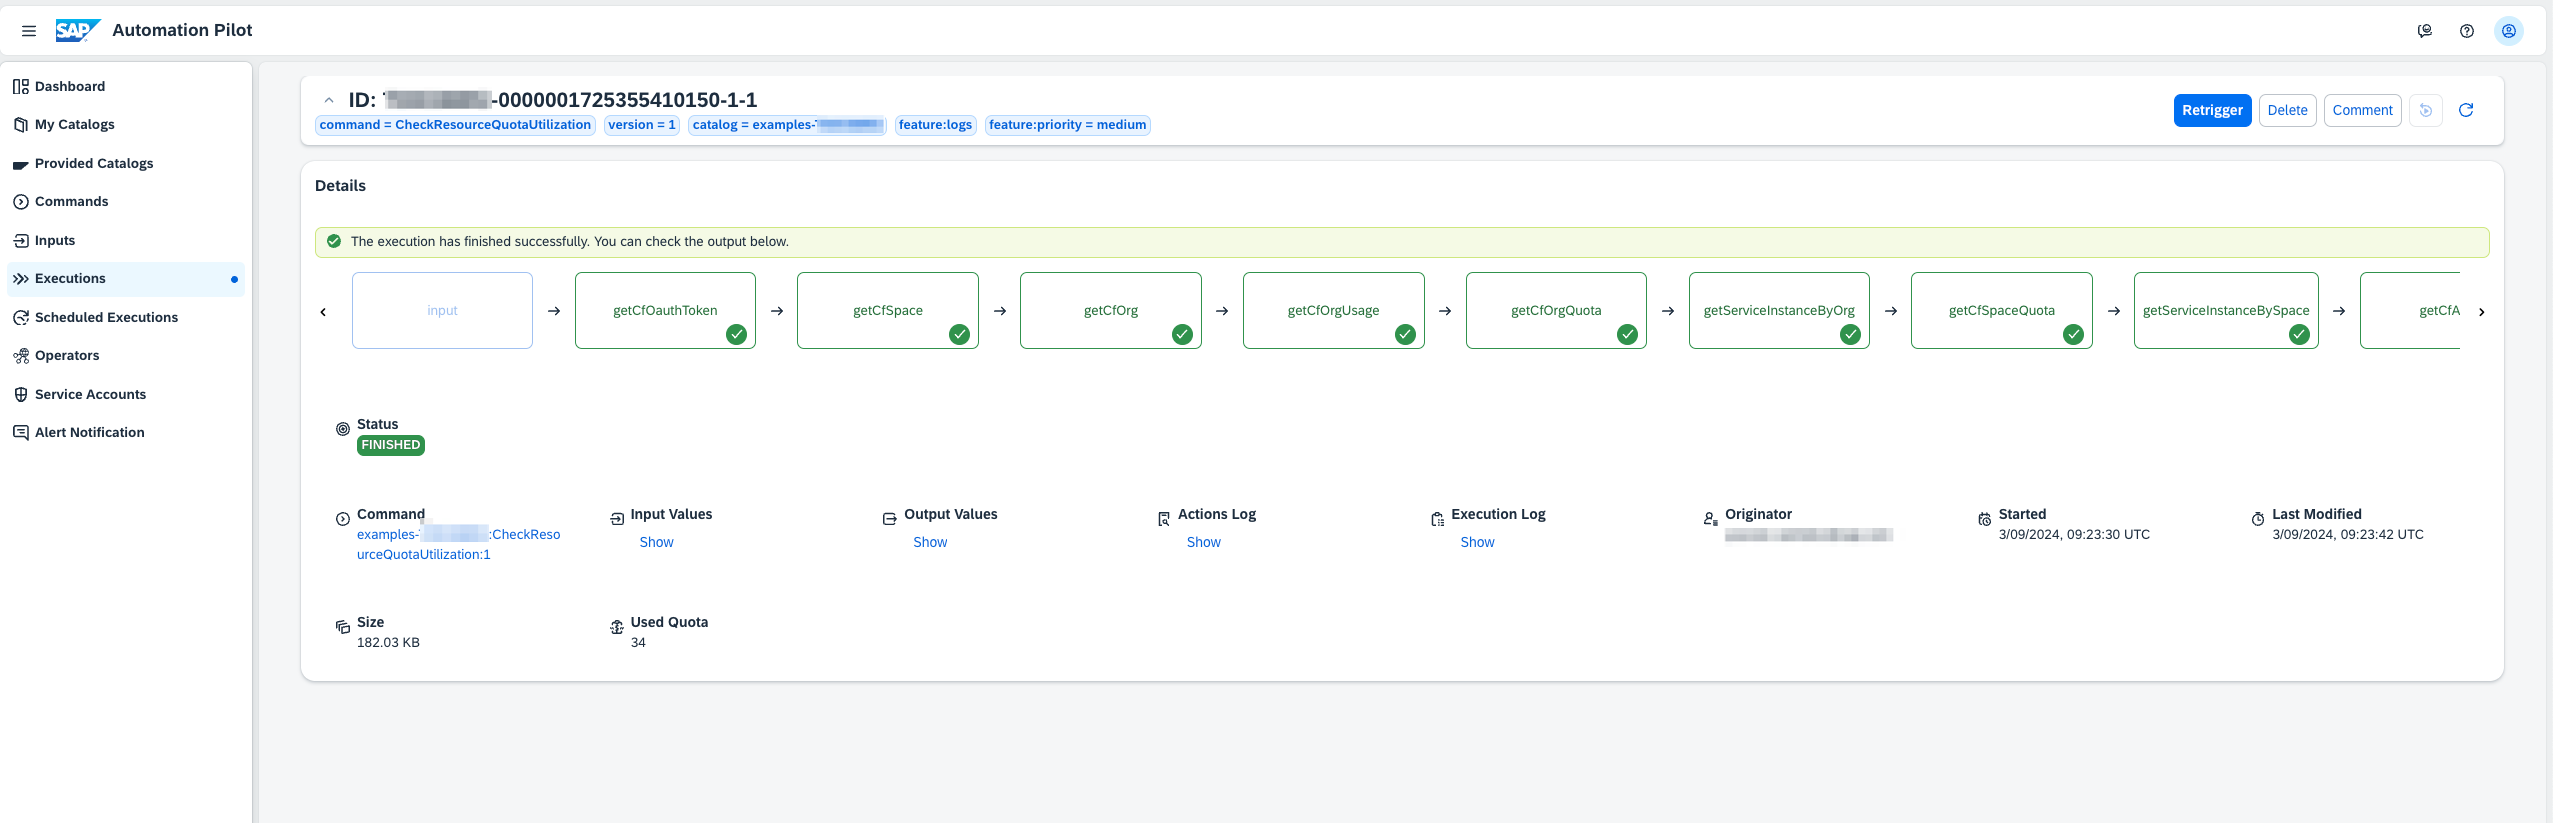 SAP Automation Pilot
Dashboard
My Catalogs
Provided Catalogs
Commands
Inputs
Executions
Scheduled Executions
Operators
Service Accounts
Alert Notification
ID: -0000001725355410150-1-1
command = CheckResourceQuotaUtilization version = 1 catalog = examples- feature:logs feature:priority = medium
Retrigger Delete Comment
Details
The execution has finished successfully. You can check the output below.
input getCfOauthToken getCfSpace getCfOrg getCfOrgUsage getCfOrgQuota getServiceInstanceByOrg getCfSpaceQuota getServiceInstanceBySpace getCfA
Status
FINISHED
Command
examples- :CheckReso
urceQuotaUtilization:1
Input Values
Show
Output Values
Show
Actions Log
Show
Execution Log
Show
Originator
Started
3/09/2024, 09:23:30 UTC
Last Modified
3/09/2024, 09:23:42 UTC
Size
182.03 KB
Used Quota
34